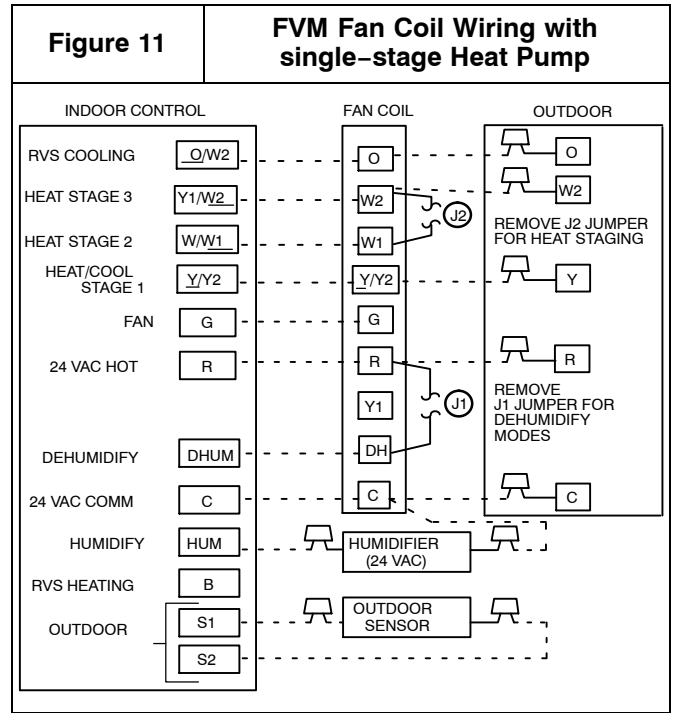 Figure 11
FVM Fan Coil Wiring with
single–stage Heat Pump
INDOOR CONTROL
FAN COIL
OUTDOOR
RVS COOLING
O/W2
O
O
HEAT STAGE 3
Y1/W2
W2
W2
J2
REMOVE J2 JUMPER
FOR HEAT STAGING
HEAT STAGE 2
W/W1
W1
HEAT/COOL
STAGE 1
Y/Y2
Y/Y2
Y
FAN
G
G
24 VAC HOT
R
R
R
Y1
J1
REMOVE
J1 JUMPER FOR
DEHUMIDIFY
MODES
DEHUMIDIFY
DHUM
DH
24 VAC COMM
C
C
C
HUMIDIFY
HUM
HUMIDIFIER
(24 VAC)
RVS HEATING
B
OUTDOOR
S1
S2
OUTDOOR
SENSOR